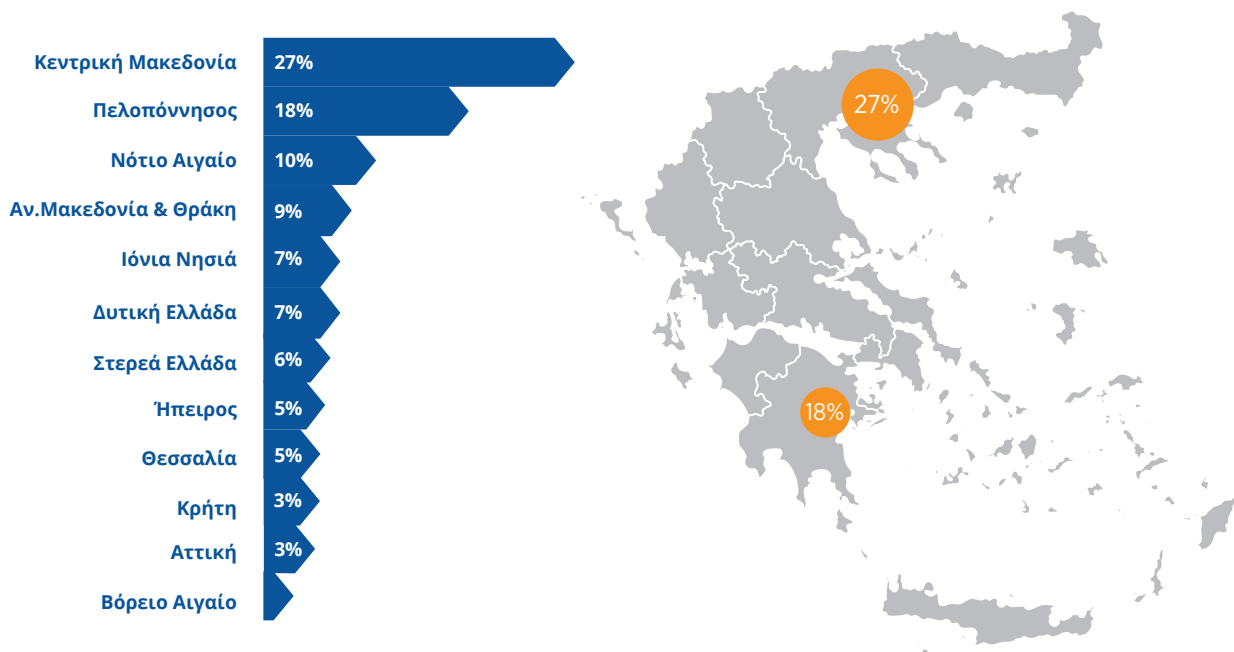 Κεντρική Μακεδονία 27%
Πελοπόννησος 18%
Νότιο Αιγαίο 10%
Αν.Μακεδονία & Θράκη 9%
Ιόνια Νησιά 7%
Δυτική Ελλάδα 7%
Στερεά Ελλάδα 6%
Ήπειρος 5%
Θεσσαλία 5%
Κρήτη 3%
Αττική 3%
Βόρειο Αιγαίο
27%
18%